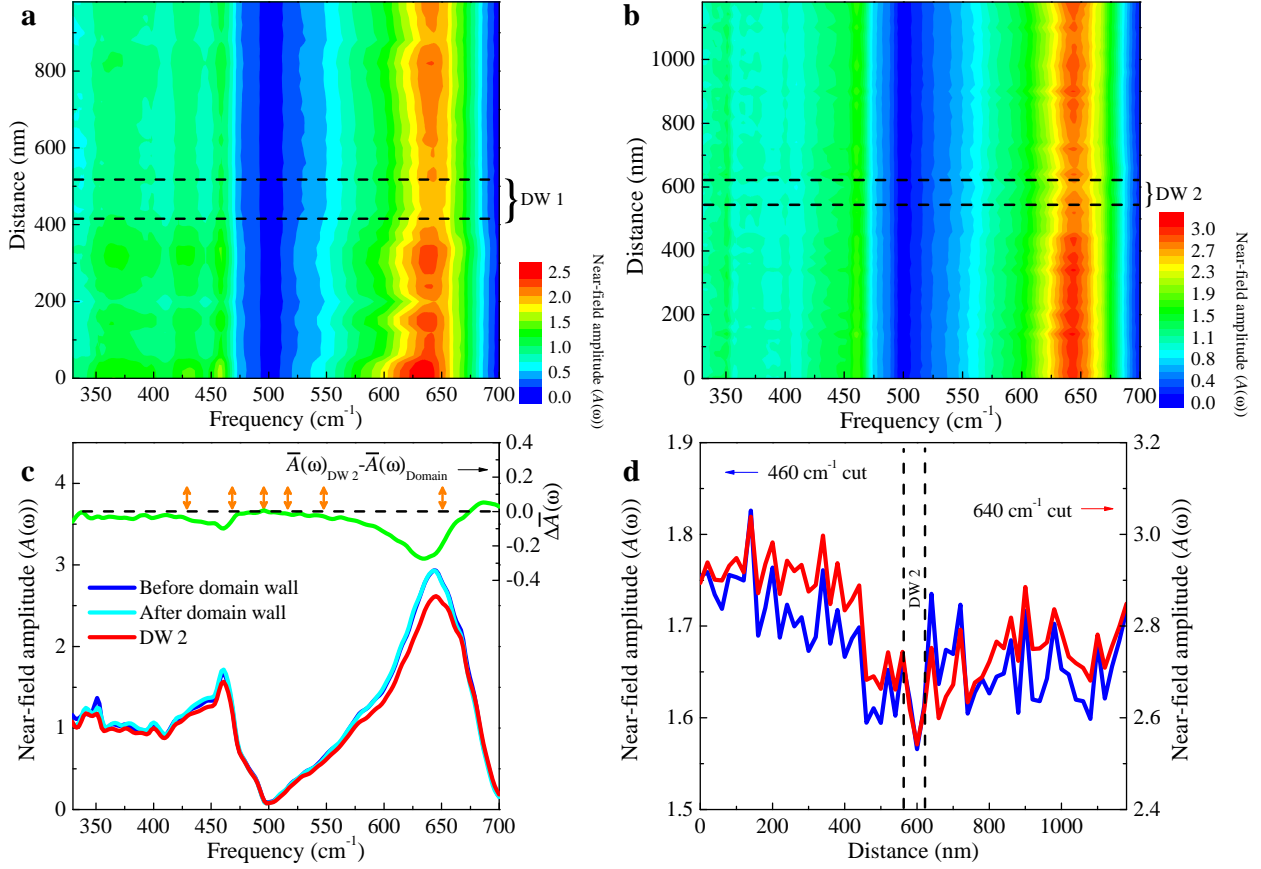 a
800
600
400
200
0
Distance (nm)
350 400 450 500 550 600 650 700
Frequency (cm-1)
DW 1
2.5
2.0
1.5
1.0
0.5
0.0
Near-field amplitude (A(ω))
b
1000
800
600
400
200
0
Distance (nm)
350 400 450 500 550 600 650 700
Frequency (cm-1)
DW 2
3.0
2.7
2.3
1.9
1.5
1.1
1.8
0.4
0.0
Near-field amplitude (A(ω))
c
4
3
2
1
0
Near-field amplitude (A(ω))
A̅(ω)DW 2-A̅(ω)Domain
0.4
0.2
0.0
-0.2
-0.4
ΔA̅(ω)
Before domain wall
After domain wall
DW 2
350 400 450 500 550 600 650 700
Frequency (cm-1)
d
1.9
1.8
1.7
1.6
1.5
Near-field amplitude (A(ω))
460 cm-1 cut
640 cm-1 cut
DW 2
3.2
3.0
2.8
2.6
2.4
Near-field amplitude (A(ω))
0 200 400 600 800 1000
Distance (nm)